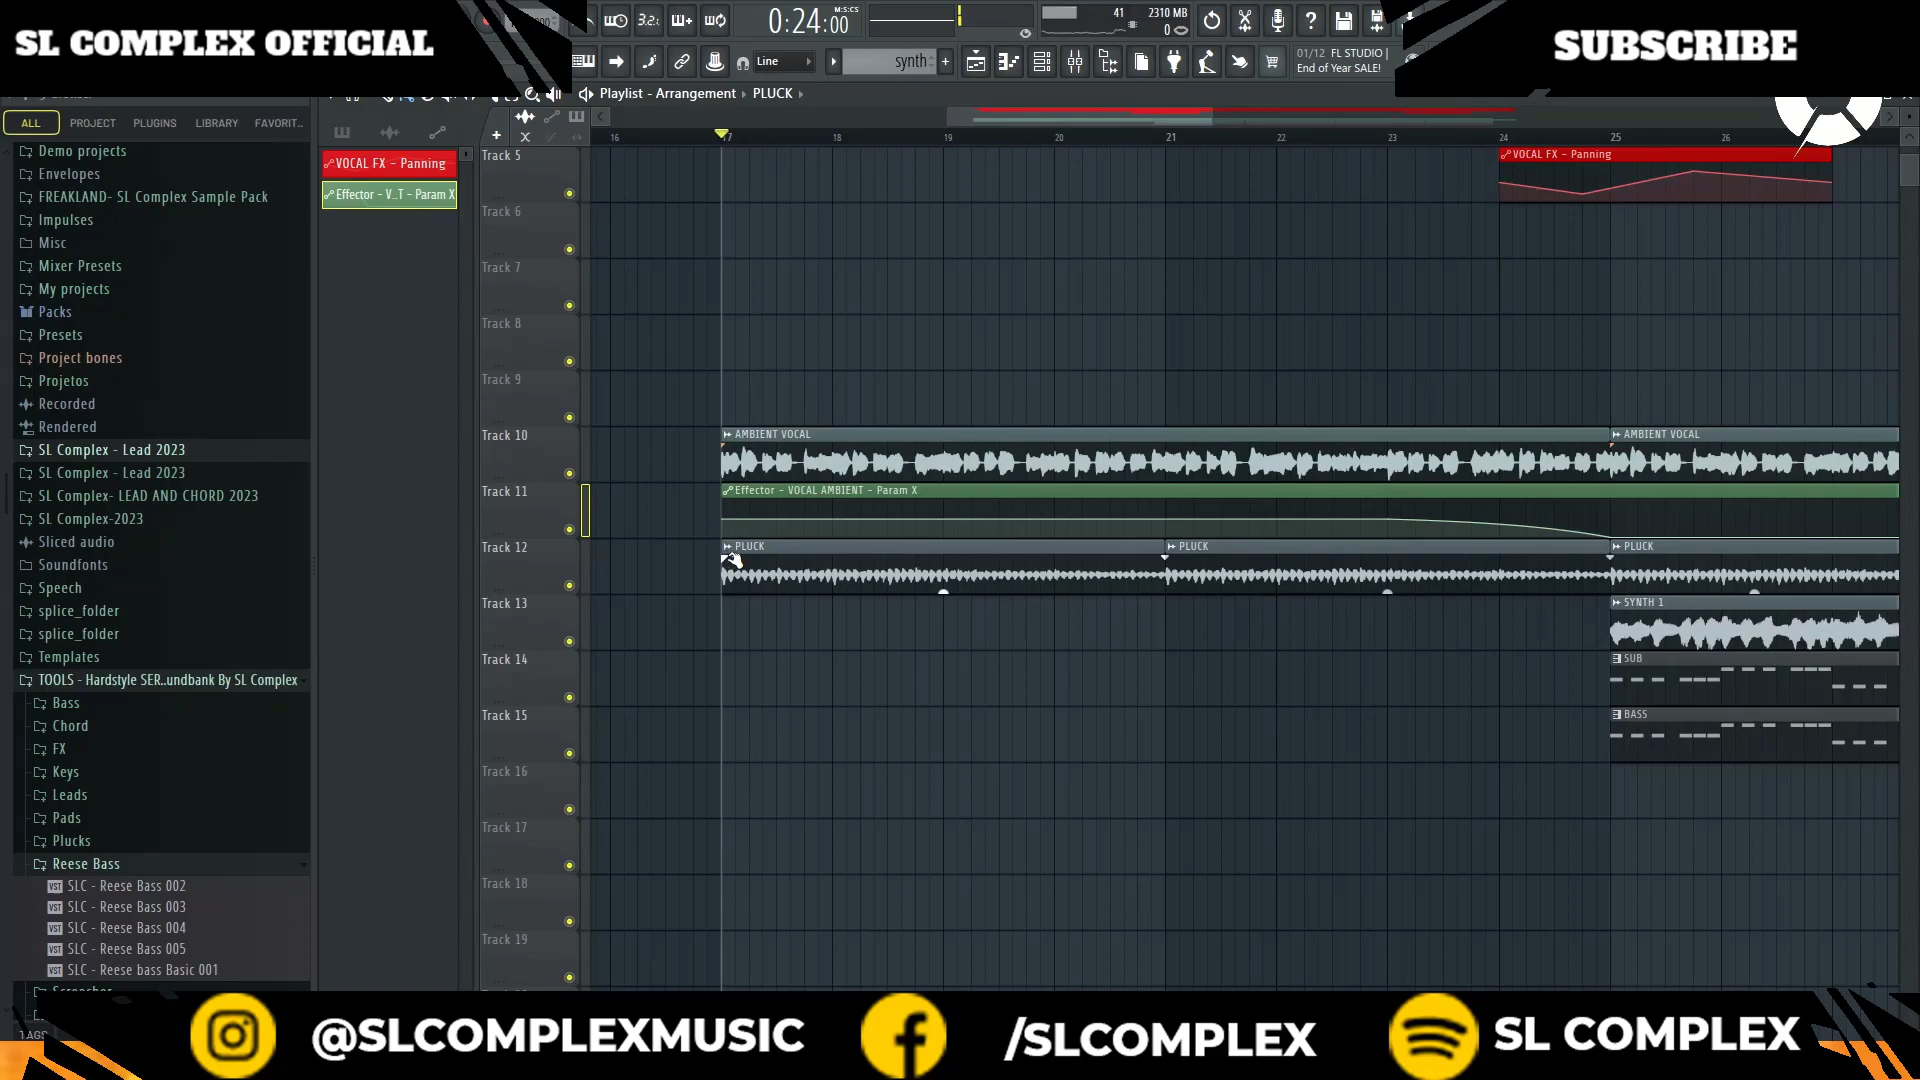 SL COMPLEX OFFICIAL
SUBSCRIBE
3.2
0:24:00
M:S:CS
41
2310 MB
0
Line
synth
01/12 FL STUDIO |
End of Year SALE!
Playlist - Arrangement
PLUCK
ALL
PROJECT
PLUGINS
LIBRARY
FAVORIT..
16
17
18
19
20
21
22
23
24
25
26
Demo projects
Envelopes
FREAKLAND- SL Complex Sample Pack
Impulses
Misc
Mixer Presets
My projects
Packs
Presets
Project bones
Projetos
Recorded
Rendered
SL Complex - Lead 2023
SL Complex - Lead 2023
SL Complex- LEAD AND CHORD 2023
SL Complex-2023
Sliced audio
Soundfonts
Speech
splice_folder
splice_folder
Templates
TOOLS - Hardstyle SER..undbank By SL Complex
Bass
Chord
FX
Keys
Leads
Pads
Plucks
Reese Bass
SLC - Reese Bass 002
SLC - Reese Bass 003
SLC - Reese Bass 004
SLC - Reese Bass 005
SLC - Reese bass Basic 001
TAGS
VOCAL FX - Panning
Effector - V..T - Param X
Track 5
VOCAL FX - Panning
Track 6
Track 7
Track 8
Track 9
Track 10
AMBIENT VOCAL
AMBIENT VOCAL
Track 11
Effector - VOCAL AMBIENT - Param X
Track 12
PLUCK
PLUCK
PLUCK
Track 13
SYNTH 1
Track 14
SUB
Track 15
BASS
Track 16
Track 17
Track 18
Track 19
@SLCOMPLEXMUSIC
/SLCOMPLEX
SL COMPLEX